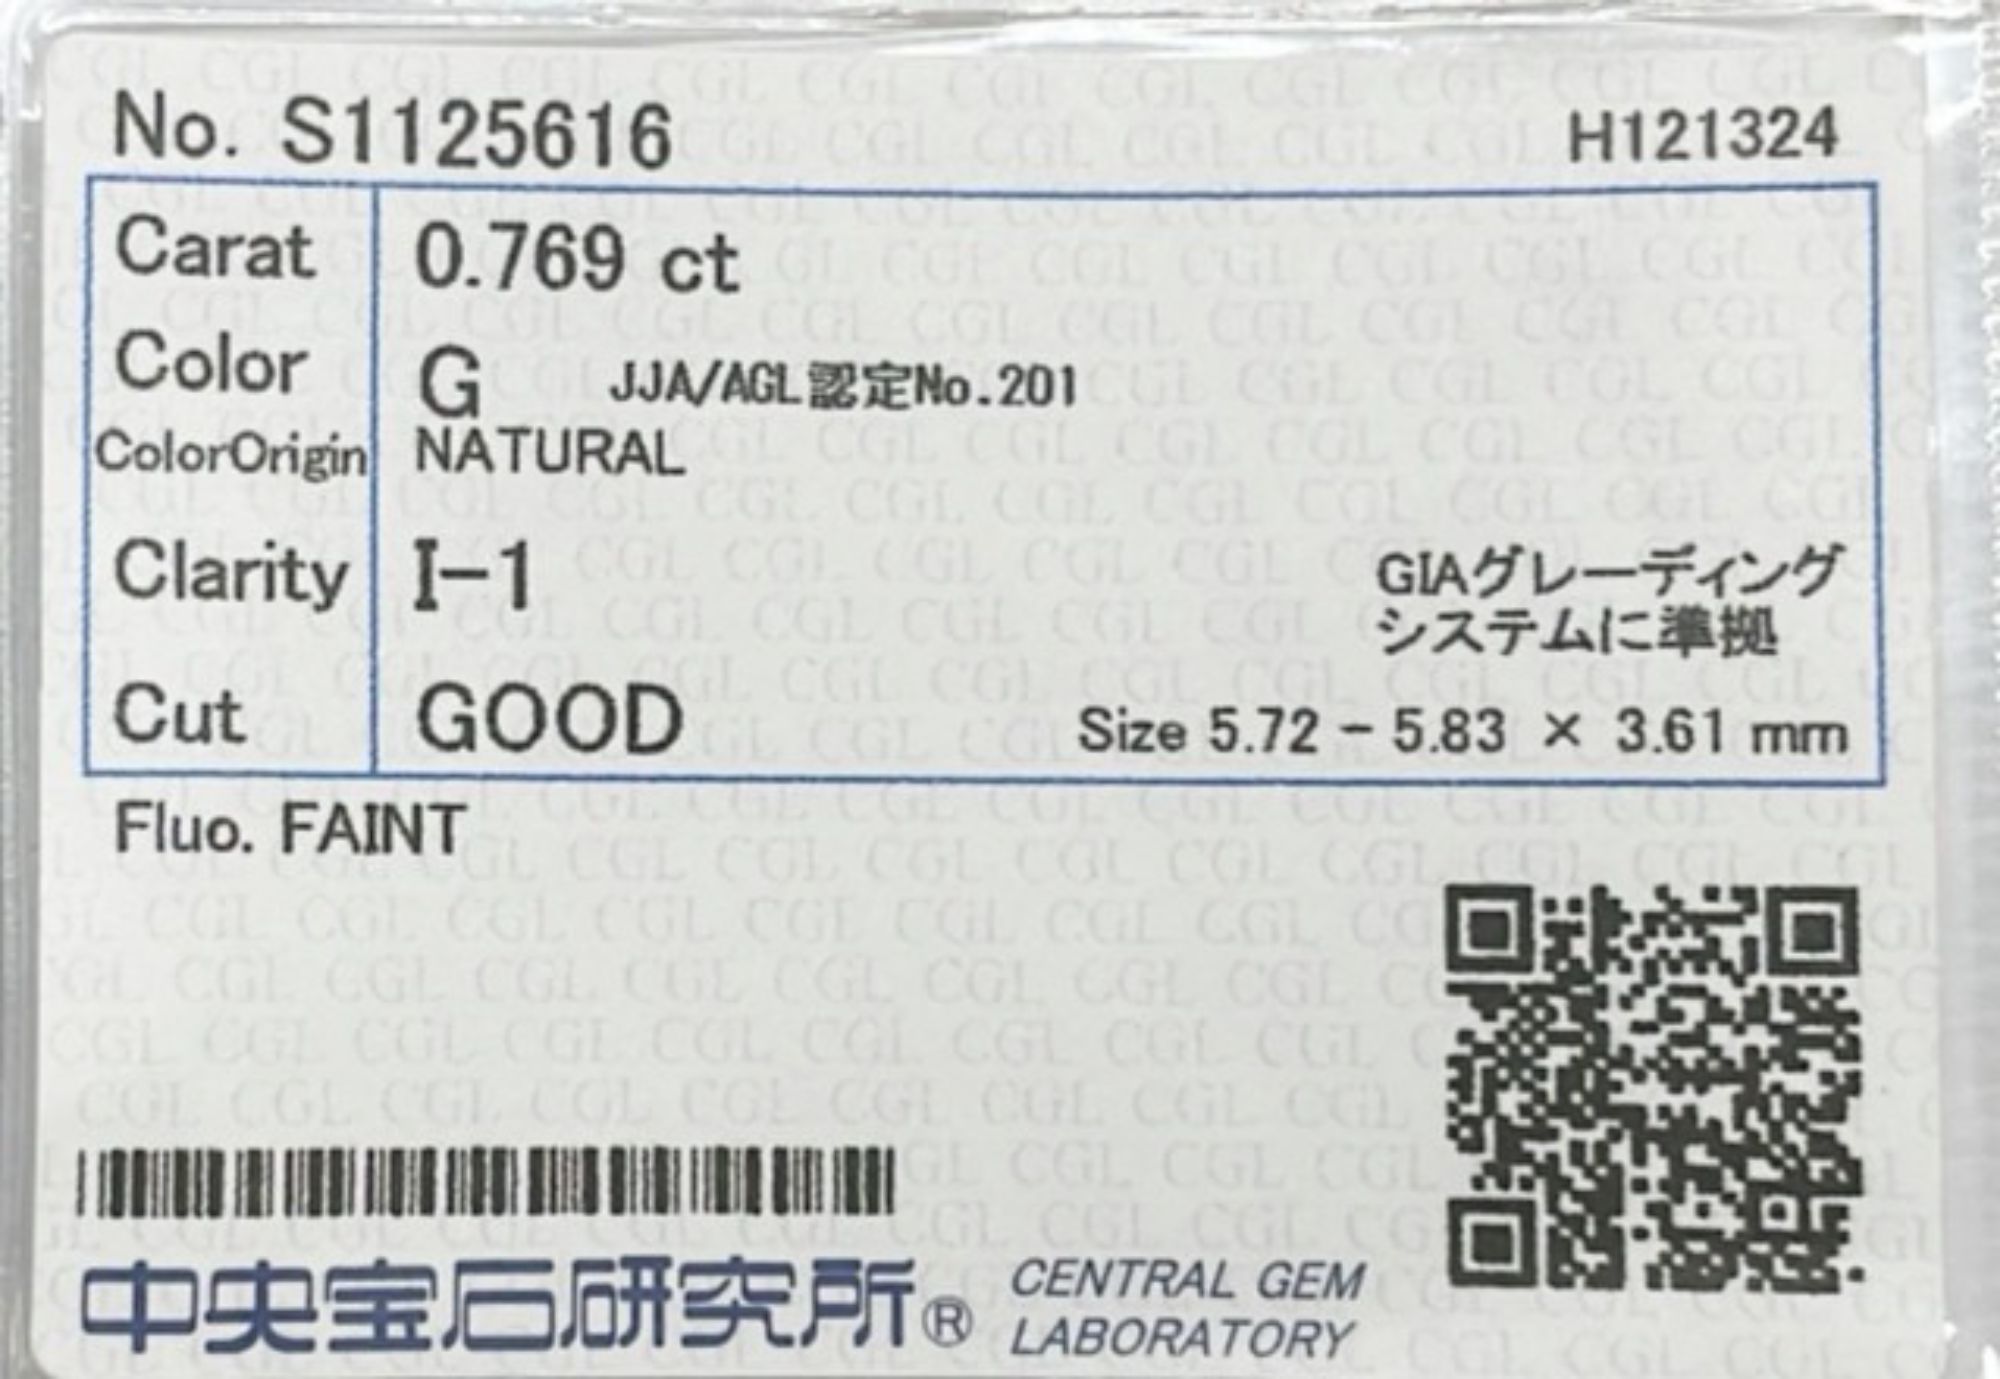 No. S1125616 H121324
Carat 0.769 ct
Color G JJA/AGL認定No.201
ColorOrigin NATURAL
Clarity I-1 GIAグレーディング
システムに準拠
Cut GOOD Size 5.72 - 5.83 × 3.61 mm
Fluo. FAINT
中央宝石研究所® CENTRAL GEM
LABORATORY